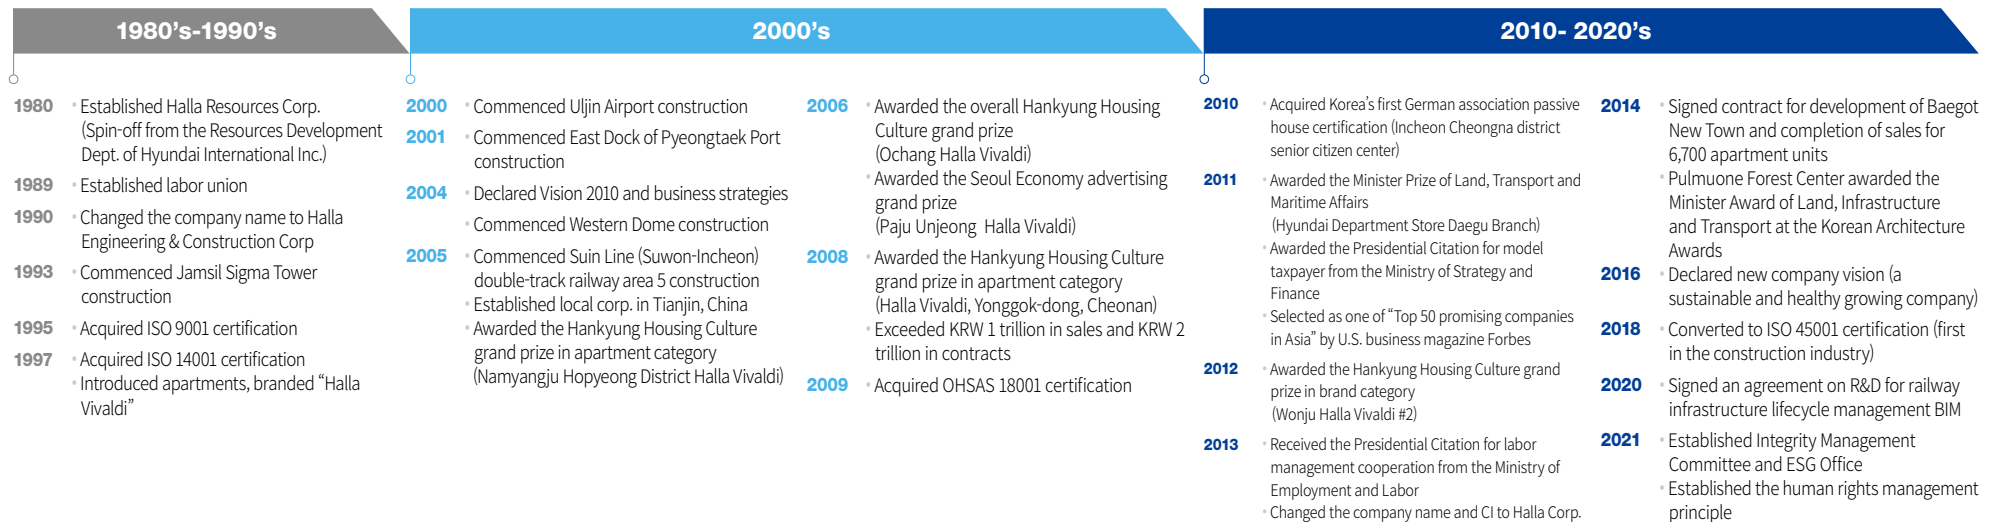 1980's-1990's
1980 • Established Halla Resources Corp.
(Spin-off from the Resources Development
Dept. of Hyundai International Inc.)
1989 • Established labor union
1990 • Changed the company name to Halla
Engineering & Construction Corp
1993 • Commenced Jamsil Sigma Tower
construction
1995 • Acquired ISO 9001 certification
1997 • Acquired ISO 14001 certification
• Introduced apartments, branded “Halla
Vivaldi”
2000's
2000 • Commenced Uljin Airport construction
2001 • Commenced East Dock of Pyeongtaek Port
construction
2004 • Declared Vision 2010 and business strategies
• Commenced Western Dome construction
2005 • Commenced Suin Line (Suwon-Incheon)
double-track railway area 5 construction
• Established local corp. in Tianjin, China
• Awarded the Hankyung Housing Culture
grand prize in apartment category
(Namyangju Hopyeong District Halla Vivaldi)
2006 • Awarded the overall Hankyung Housing
Culture grand prize
(Ochang Halla Vivaldi)
• Awarded the Seoul Economy advertising
grand prize
(Paju Unjeong Halla Vivaldi)
2008 • Awarded the Hankyung Housing Culture
grand prize in apartment category
(Halla Vivaldi, Yonggok-dong, Cheonan)
• Exceeded KRW 1 trillion in sales and KRW 2
trillion in contracts
2009 • Acquired OHSAS 18001 certification
2010- 2020's
2010 • Acquired Korea’s first German association passive
house certification (Incheon Cheongna district
senior citizen center)
2011 • Awarded the Minister Prize of Land, Transport and
Maritime Affairs
(Hyundai Department Store Daegu Branch)
• Awarded the Presidential Citation for model
taxpayer from the Ministry of Strategy and
Finance
• Selected as one of “Top 50 promising companies
in Asia” by U.S. business magazine Forbes
2012 • Awarded the Hankyung Housing Culture grand
prize in brand category
(Wonju Halla Vivaldi #2)
2013 • Received the Presidential Citation for labor
management cooperation from the Ministry of
Employment and Labor
• Changed the company name and CI to Halla Corp.
2014 • Signed contract for development of Baegot
New Town and completion of sales for
6,700 apartment units
• Pulmuone Forest Center awarded the
Minister Award of Land, Infrastructure
and Transport at the Korean Architecture
Awards
2016 • Declared new company vision (a
sustainable and healthy growing company)
2018 • Converted to ISO 45001 certification (first
in the construction industry)
2020 • Signed an agreement on R&D for railway
infrastructure lifecycle management BIM
2021 • Established Integrity Management
Committee and ESG Office
• Established the human rights management
principle